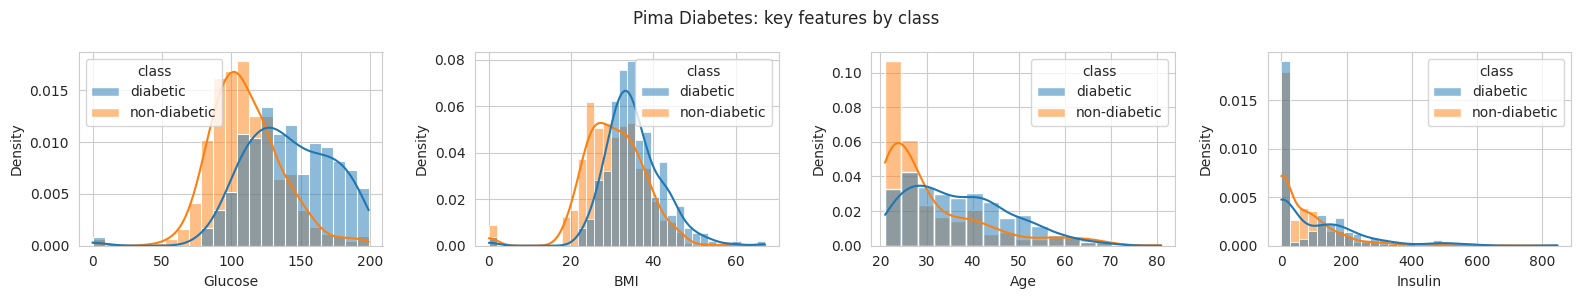 Pima Diabetes: key features by class
Density
0.015
0.010
0.005
0.000
class
diabetic
non-diabetic
0
50
100
150
200
Glucose
Density
0.08
0.06
0.04
0.02
0.00
class
diabetic
non-diabetic
0
20
40
60
BMI
Density
0.10
0.08
0.06
0.04
0.02
0.00
class
diabetic
non-diabetic
20
30
40
50
60
70
80
Age
Density
0.015
0.010
0.005
0.000
class
diabetic
non-diabetic
0
200
400
600
800
Insulin